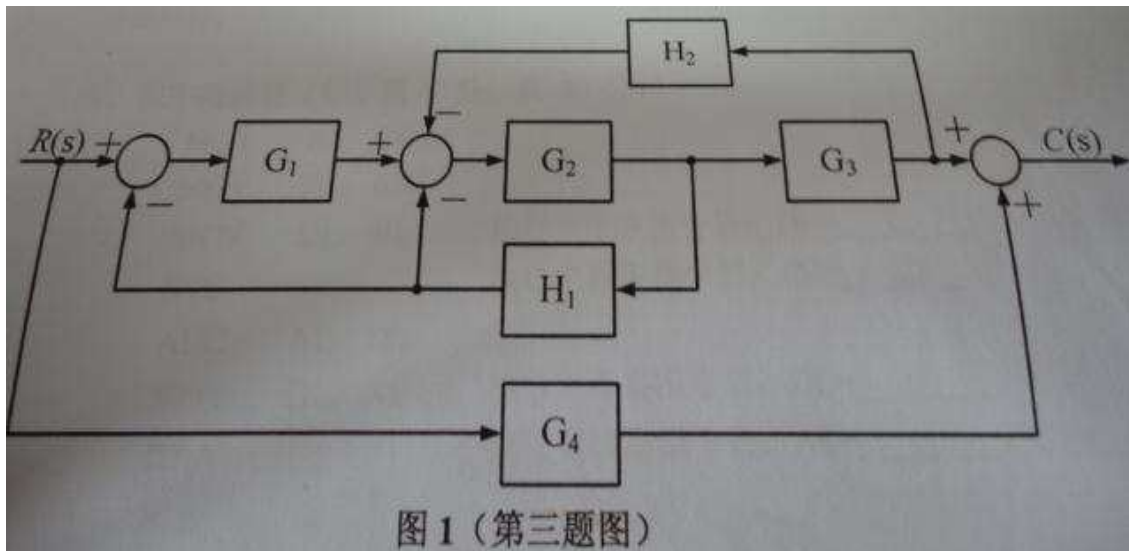 H₂
R(s) + G₁ + − G₂ G₃ + C(s)
− − +
H₁
G₄
图 1（第三题图）